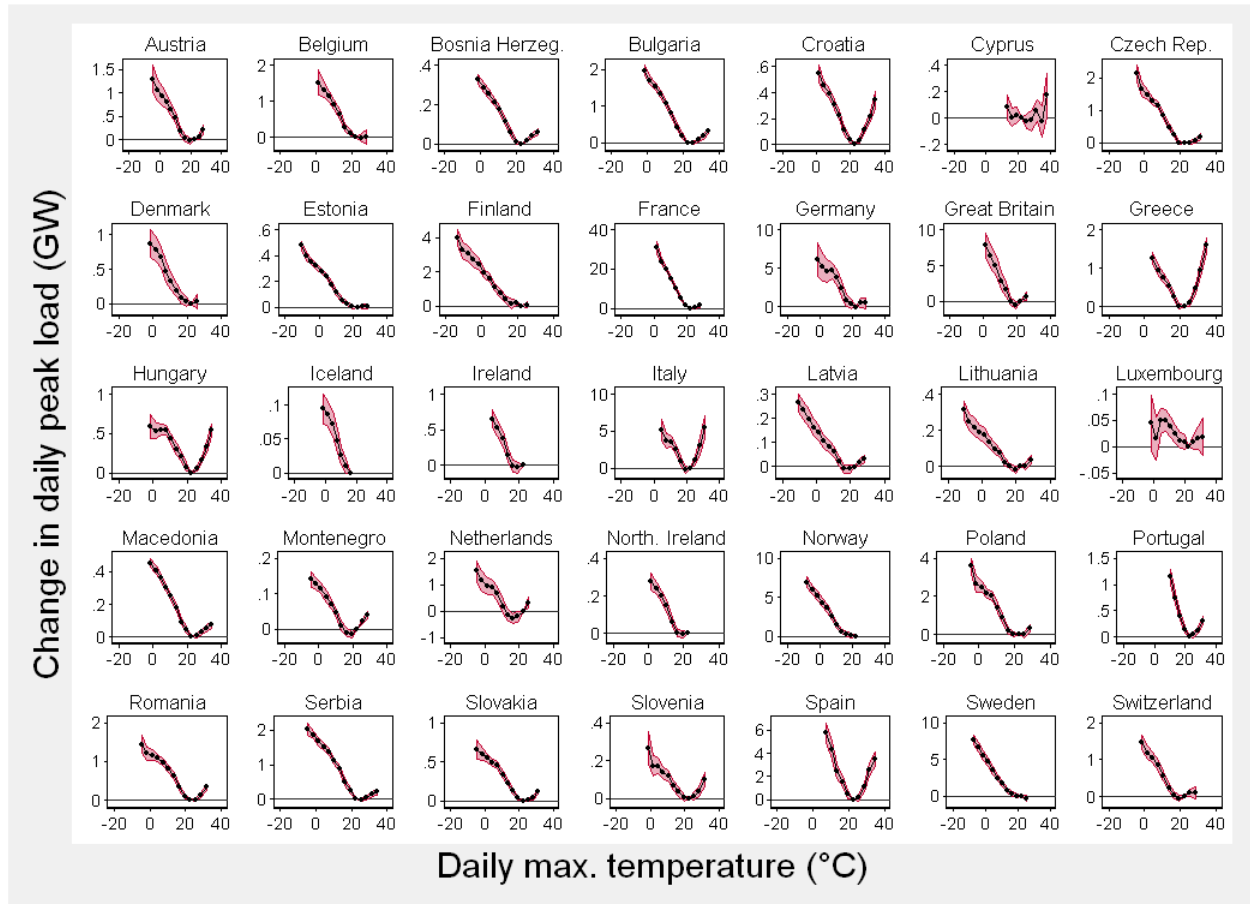 Change in daily peak load (GW)
Austria Belgium Bosnia Herzeg. Bulgaria Croatia Cyprus Czech Rep.
1.5 1 .5 0
2 1 0
.4 .2 0
2 1 0
.6 .4 .2 0
.4 .2 0 -.2
2 1 0
-20 0 20 40 -20 0 20 40 -20 0 20 40 -20 0 20 40 -20 0 20 40 -20 0 20 40 -20 0 20 40
Denmark Estonia Finland France Germany Great Britain Greece
1 .5 0
.6 .4 .2 0
4 2 0
40 20 0
10 5 0
10 5 0
2 1 0
-20 0 20 40 -20 0 20 40 -20 0 20 40 -20 0 20 40 -20 0 20 40 -20 0 20 40 -20 0 20 40
Hungary Iceland Ireland Italy Latvia Lithuania Luxembourg
1 .5 0
.1 .05 0
1 .5 0
10 5 0
.3 .2 .1 0
.4 .2 0
.1 .05 0 -.05
-20 0 20 40 -20 0 20 40 -20 0 20 40 -20 0 20 40 -20 0 20 40 -20 0 20 40 -20 0 20 40
Macedonia Montenegro Netherlands North. Ireland Norway Poland Portugal
.4 .2 0
.2 .1 0
2 1 0 -1
.4 .2 0
10 5 0
4 2 0
1.5 1 .5 0
-20 0 20 40 -20 0 20 40 -20 0 20 40 -20 0 20 40 -20 0 20 40 -20 0 20 40 -20 0 20 40
Romania Serbia Slovakia Slovenia Spain Sweden Switzerland
2 1 0
2 1 0
1 .5 0
.4 .2 0
6 4 2 0
10 5 0
2 1 0
-20 0 20 40 -20 0 20 40 -20 0 20 40 -20 0 20 40 -20 0 20 40 -20 0 20 40 -20 0 20 40
Daily max. temperature (°C)